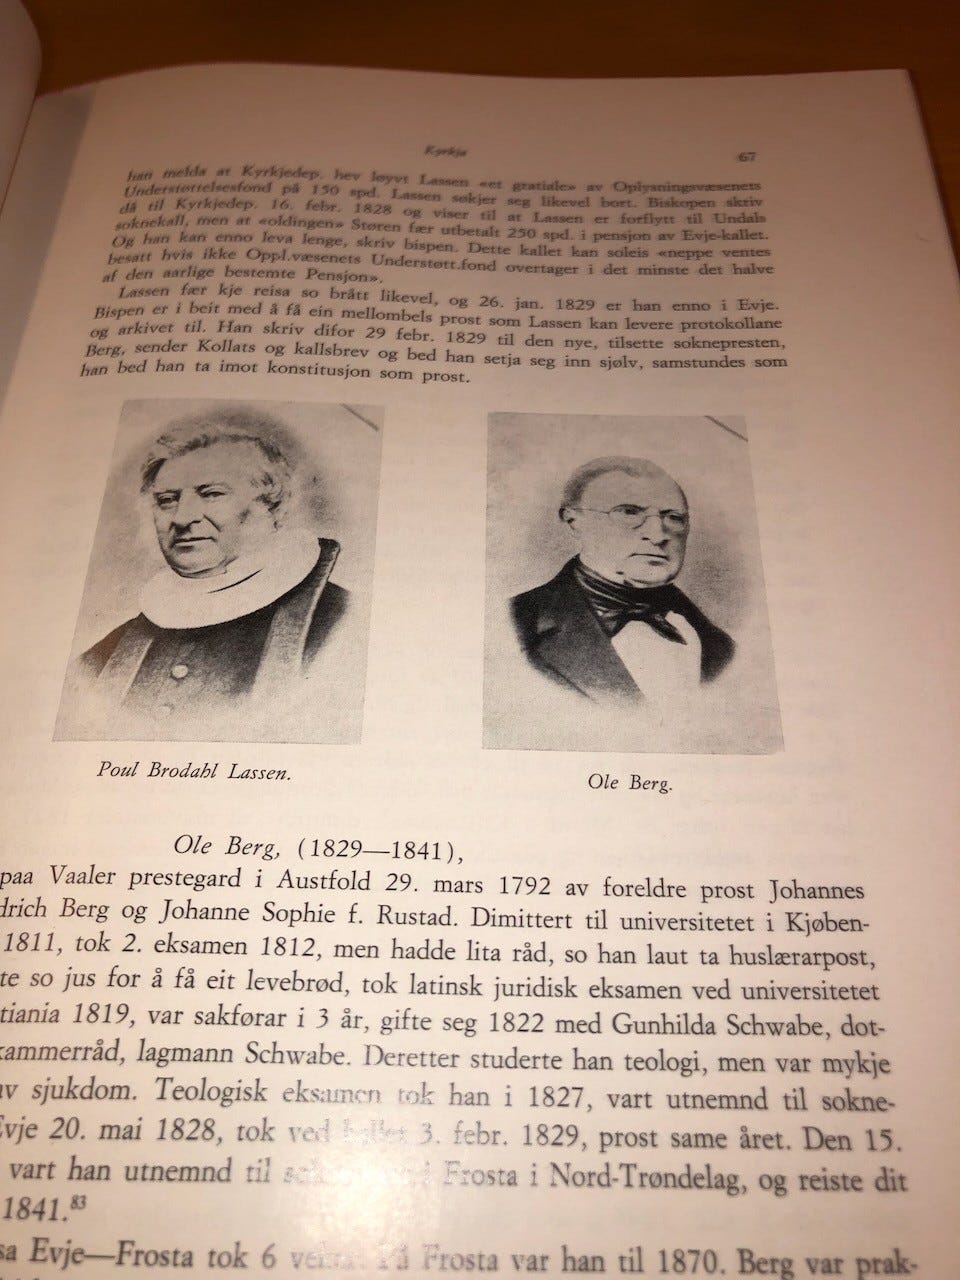 Kyrkja 67
han melda at Kyrkjedep. hev løyvt Lassen «et gratiale» av Oplysningsvæsenets
Understøttelsesfond på 150 spd. Lassen søkjer seg likevel bort. Biskopen skriv
då til Kyrkjedep. 16. febr. 1828 og viser til at Lassen er forflytt til Undals
soknekall, men at «oldingen» Støren fær utbetalt 250 spd. i pensjon av Evje-kallet.
Og han kan enno leva lenge, skriv bispen. Dette kallet kan soleis «neppe ventes
besatt hvis ikke Oppl.væsenets Understøtt.fond overtager i det minste det halve
af den aarlige bestemte Pensjon».
Lassen fær kje reisa so brått likevel, og 26. jan. 1829 er han enno i Evje.
Bispen er i beit med å få ein mellombels prost som Lassen kan levere protokollane
og arkivet til. Han skriv difor 29 febr. 1829 til den nye, tilsette soknepresten,
Berg, sender Kollats og kallsbrev og bed han setja seg inn sjølv, samstundes som
han bed han ta imot konstitusjon som prost.
Poul Brodahl Lassen.
Ole Berg.
Ole Berg, (1829—1841),
paa Vaaler prestegard i Austfold 29. mars 1792 av foreldre prost Johannes
drich Berg og Johanne Sophie f. Rustad. Dimittert til universitetet i Kjøben-
1811, tok 2. eksamen 1812, men hadde lita råd, so han laut ta huslærarpost,
te so jus for å få eit levebrød, tok latinsk juridisk eksamen ved universitetet
tiania 1819, var sakførar i 3 år, gifte seg 1822 med Gunhilda Schwabe, dot-
kammerråd, lagmann Schwabe. Deretter studerte han teologi, men var mykje
av sjukdom. Teologisk eksamen tok han i 1827, vart utnemnd til sokne-
Evje 20. mai 1828, tok ved 3. febr. 1829, prost same året. Den 15.
vart han utnemnd til i Frosta i Nord-Trøndelag, og reiste dit
1841.83
sa Evje—Frosta tok 6 På Frosta var han til 1870. Berg var prak-